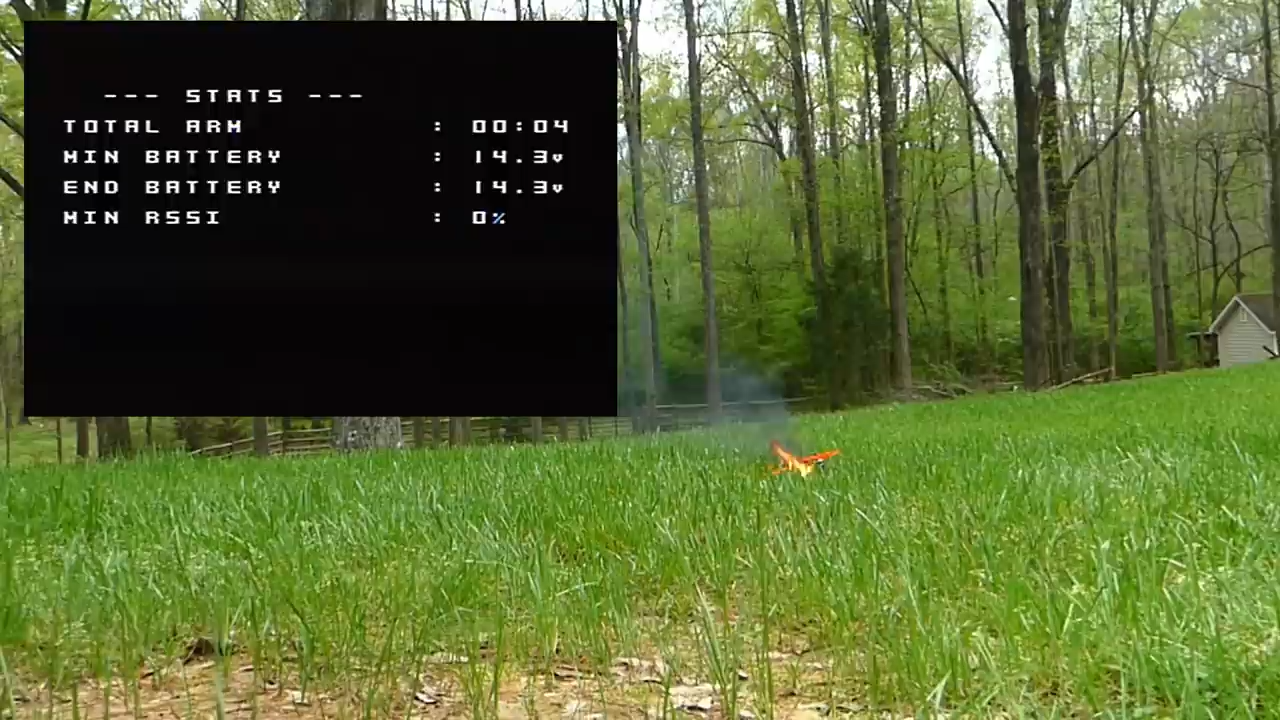 --- STATS ---
TOTAL ARM : 00:04
MIN BATTERY : 14.3v
END BATTERY : 14.3v
MIN RSSI : 0%